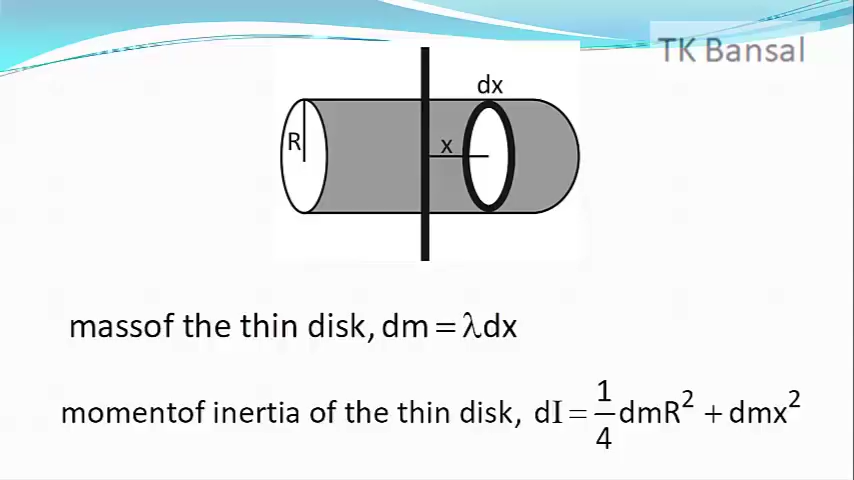 TK Bansal
dx
R
x
massof the thin disk, dm = λdx
momentof inertia of the thin disk, dI = 1/4 dmR² + dmx²